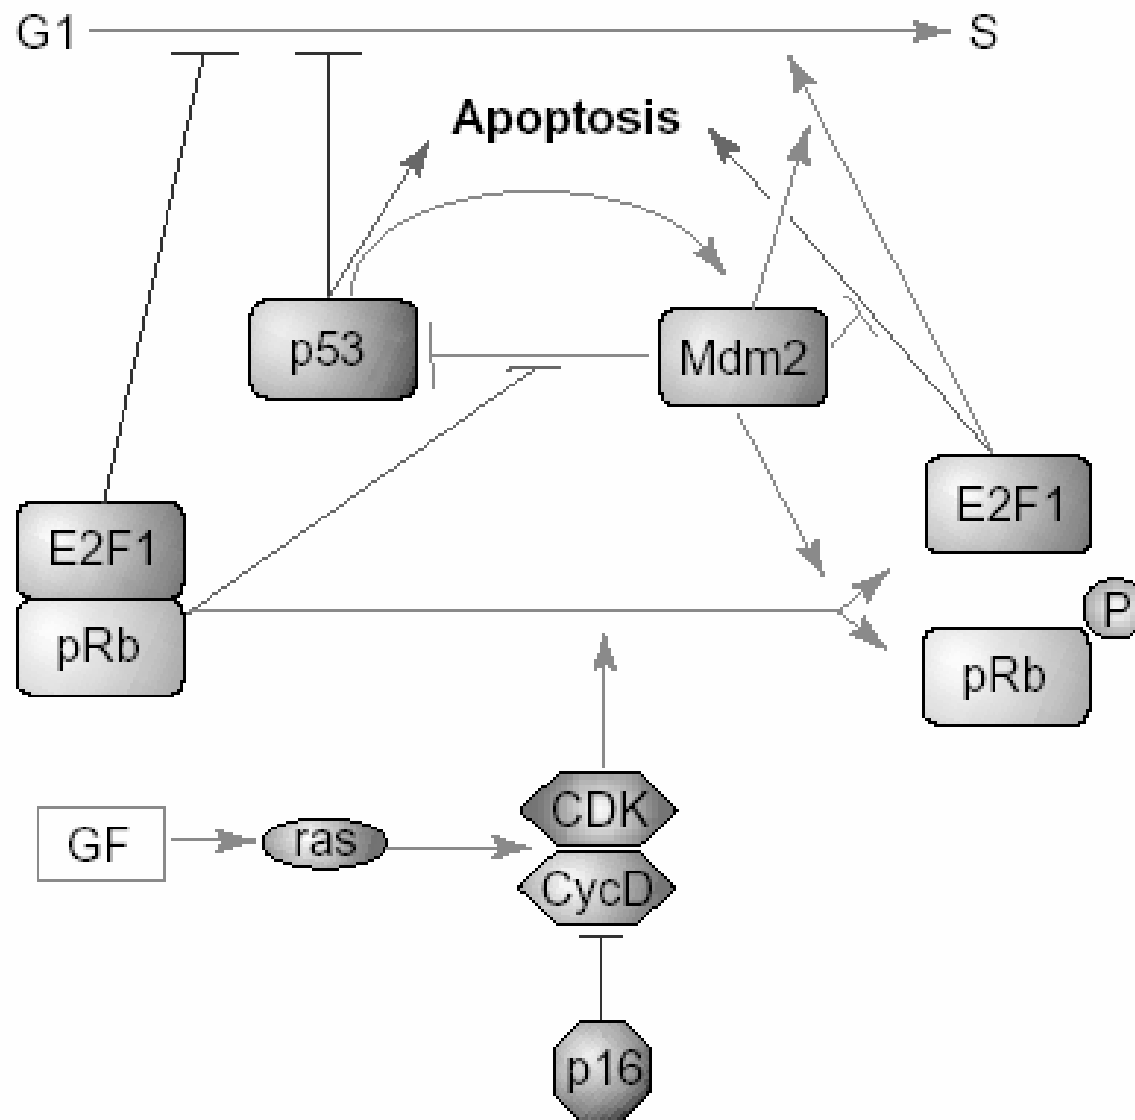 G1
S
Apoptosis
p53
Mdm2
E2F1
E2F1
pRb
P
pRb
CDK
GF
ras
CycD
p16